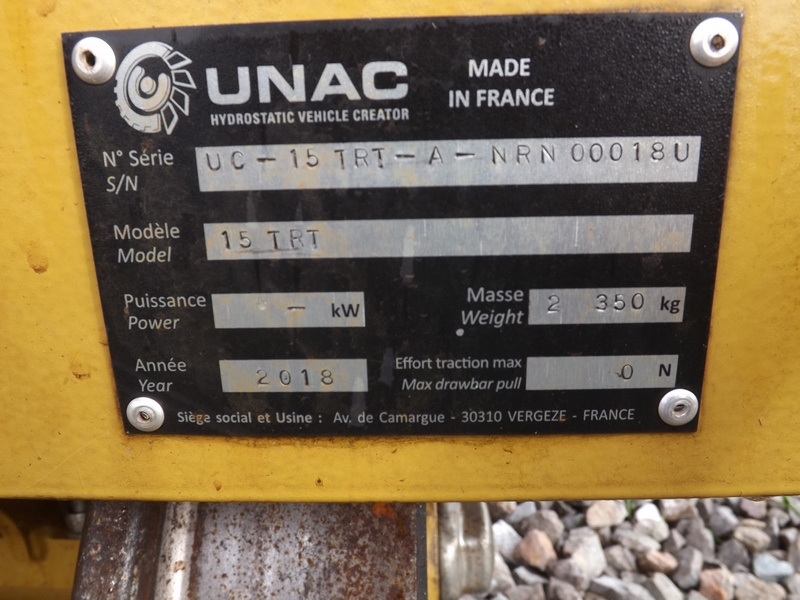 UNAC
HYDROSTATIC VEHICLE CREATOR
MADE
IN FRANCE
N° Série
S/N
UC-15 TRT-A-NRN00018U
Modèle
Model
15 TRT
Puissance
Power
- kW
Masse
Weight
2 350 kg
Année
Year
2018
Effort traction max
Max drawbar pull
0 N
Siège social et Usine : Av. de Camargue - 30310 VERGEZE - FRANCE